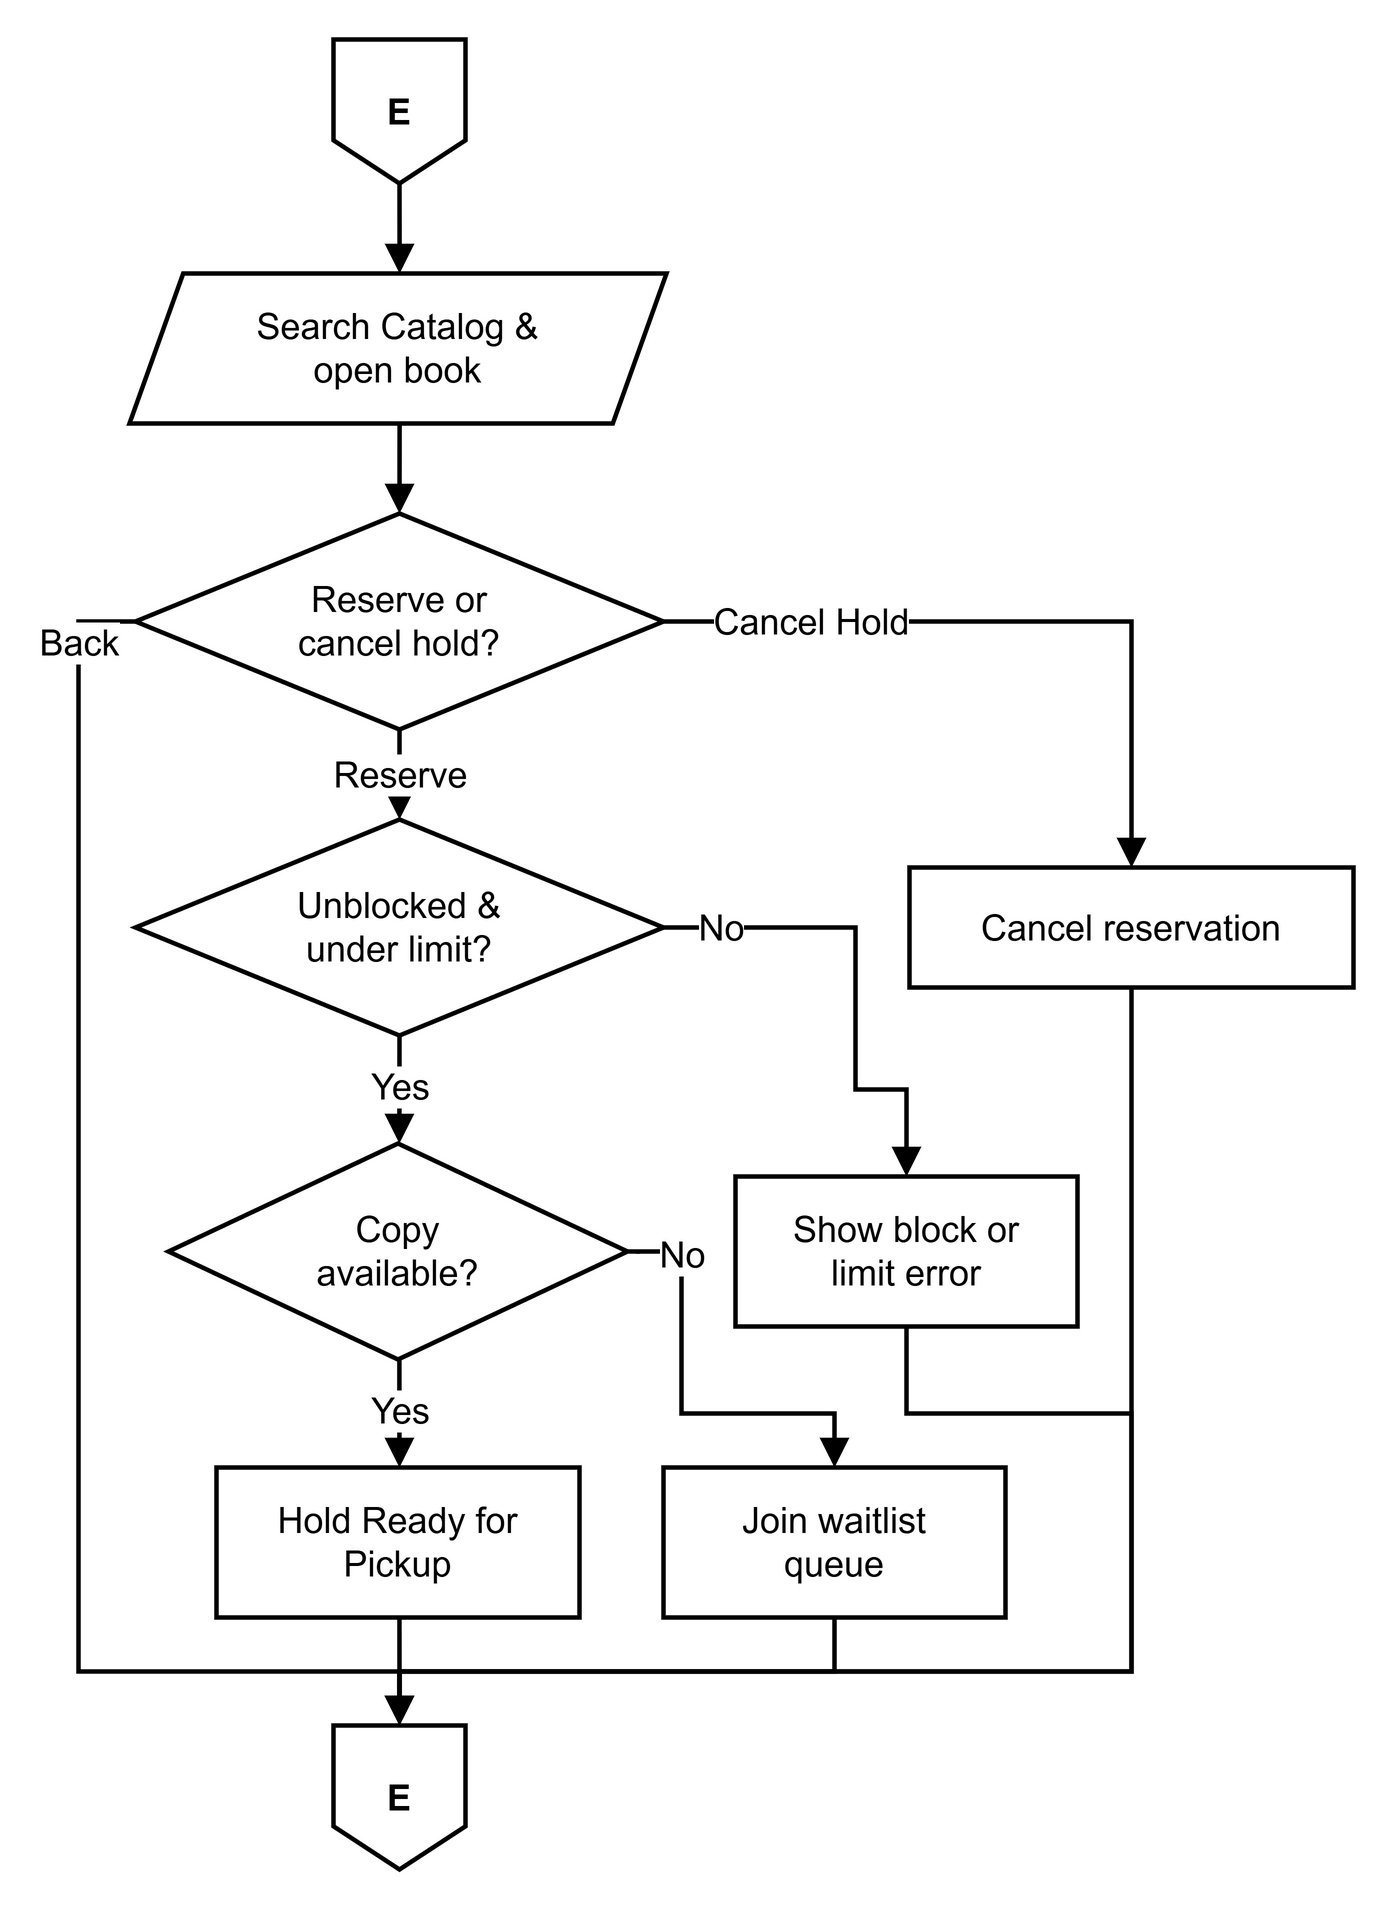 E
Search Catalog &
open book
Reserve or
cancel hold?
Back
Cancel Hold
Reserve
Unblocked &
under limit?
No
Cancel reservation
Yes
Copy
available?
No
Show block or
limit error
Yes
Hold Ready for
Pickup
Join waitlist
queue
E